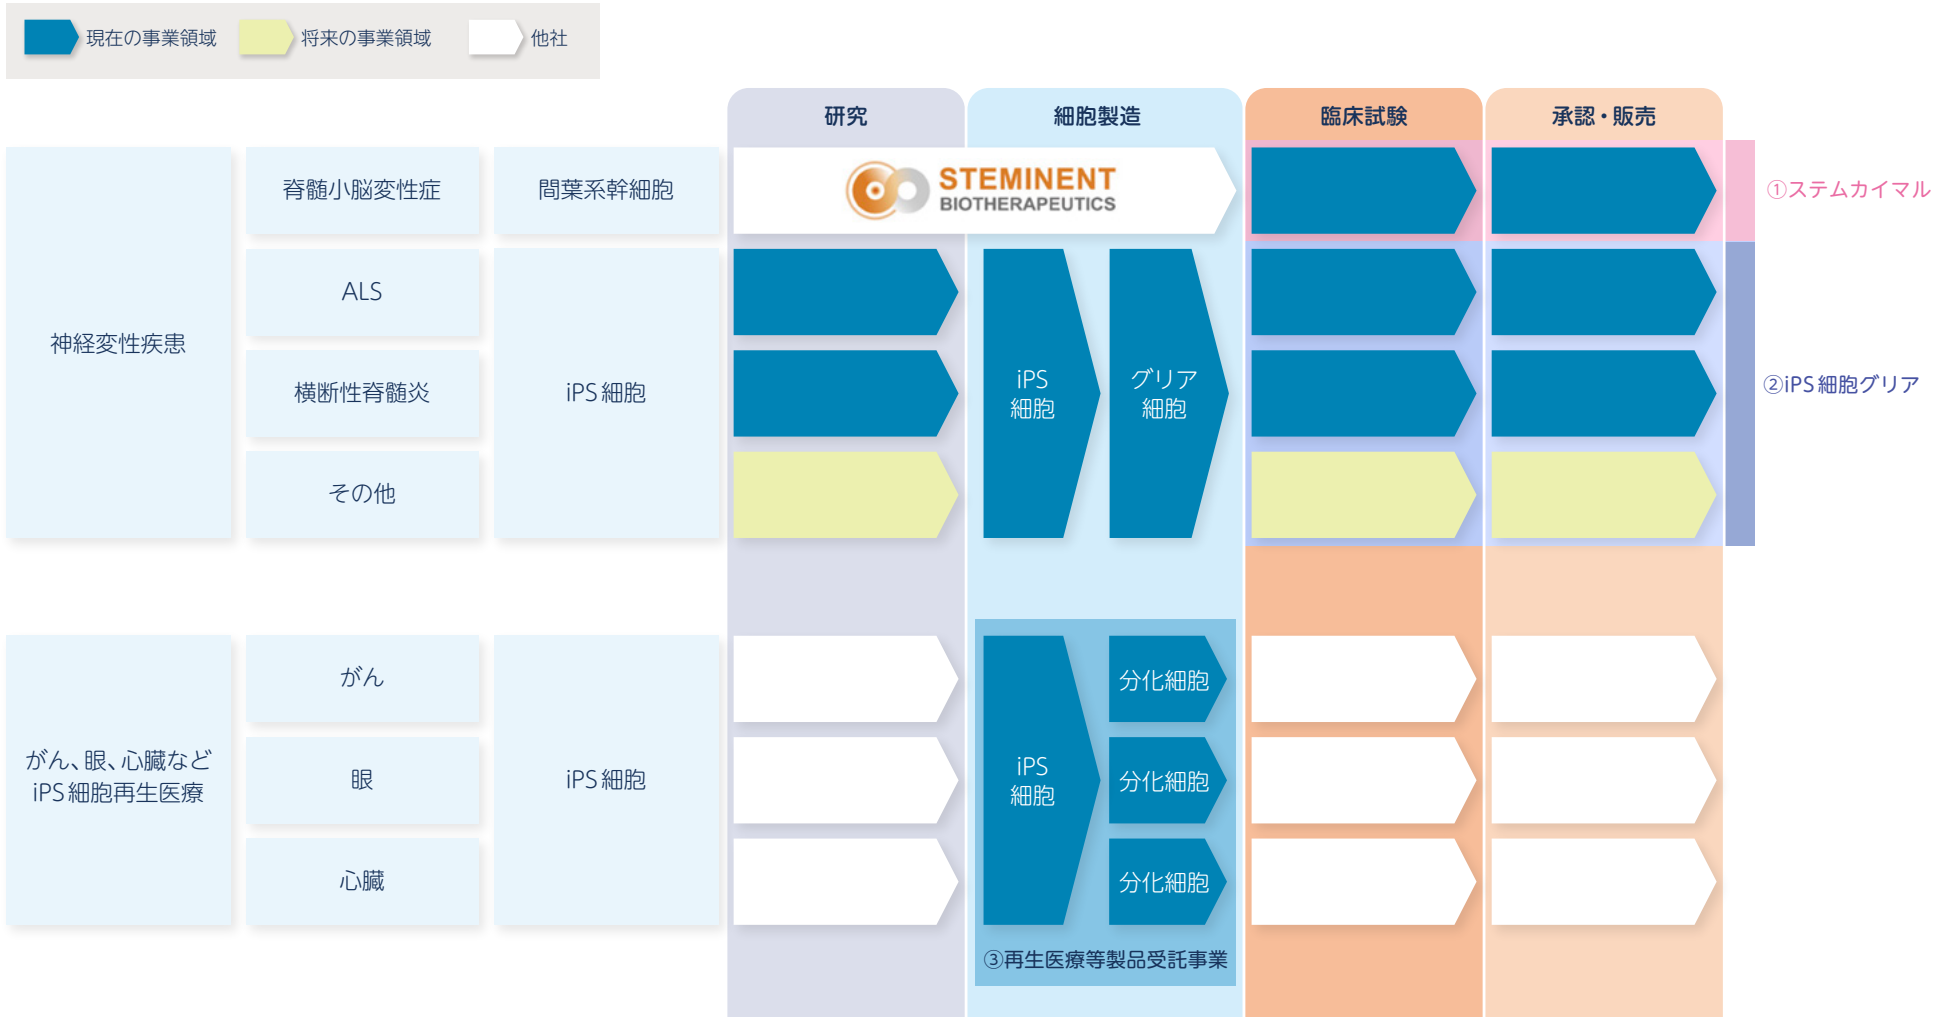 現在の事業領域
将来の事業領域
他社
研究
細胞製造
臨床試験
承認・販売
神経変性疾患
脊髄小脳変性症
間葉系幹細胞
STEMINENT
BIOTHERAPEUTICS
①ステムカイマル
ALS
横断性脊髄炎
その他
iPS細胞
iPS
細胞
グリア
細胞
②iPS細胞グリア
がん、眼、心臓など
iPS細胞再生医療
がん
眼
心臓
iPS細胞
iPS
細胞
分化細胞
分化細胞
分化細胞
③再生医療等製品受託事業